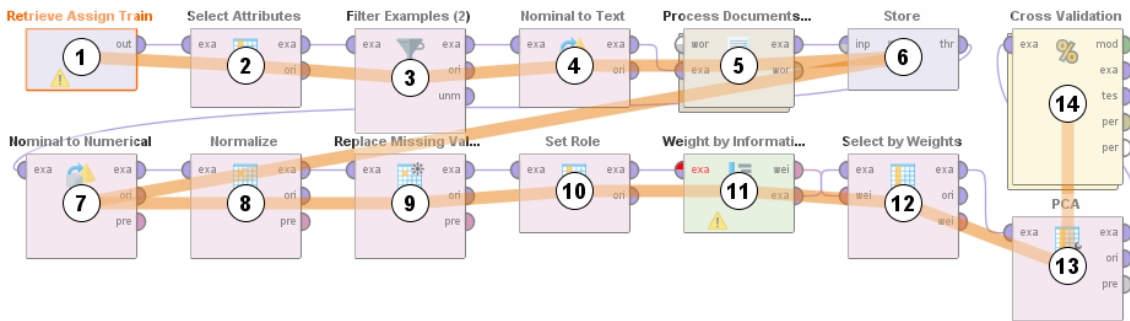 Retrieve Assign Train
out
1
Select Attributes
exa
exa
ori
2
Filter Examples (2)
exa
exa
ori
unm
3
Nominal to Text
exa
exa
ori
4
Process Documents...
wor
exa
exa
wor
5
Store
inp
thr
6
Cross Validation
exa
mod
exa
tes
per
per
14
Nominal to Numerical
exa
exa
ori
pre
7
Normalize
exa
exa
ori
pre
8
Replace Missing Val...
exa
exa
ori
pre
9
Set Role
exa
exa
ori
10
Weight by Informati...
exa
wei
exa
11
Select by Weights
exa
exa
wei
ori
wei
12
PCA
exa
exa
ori
pre
13